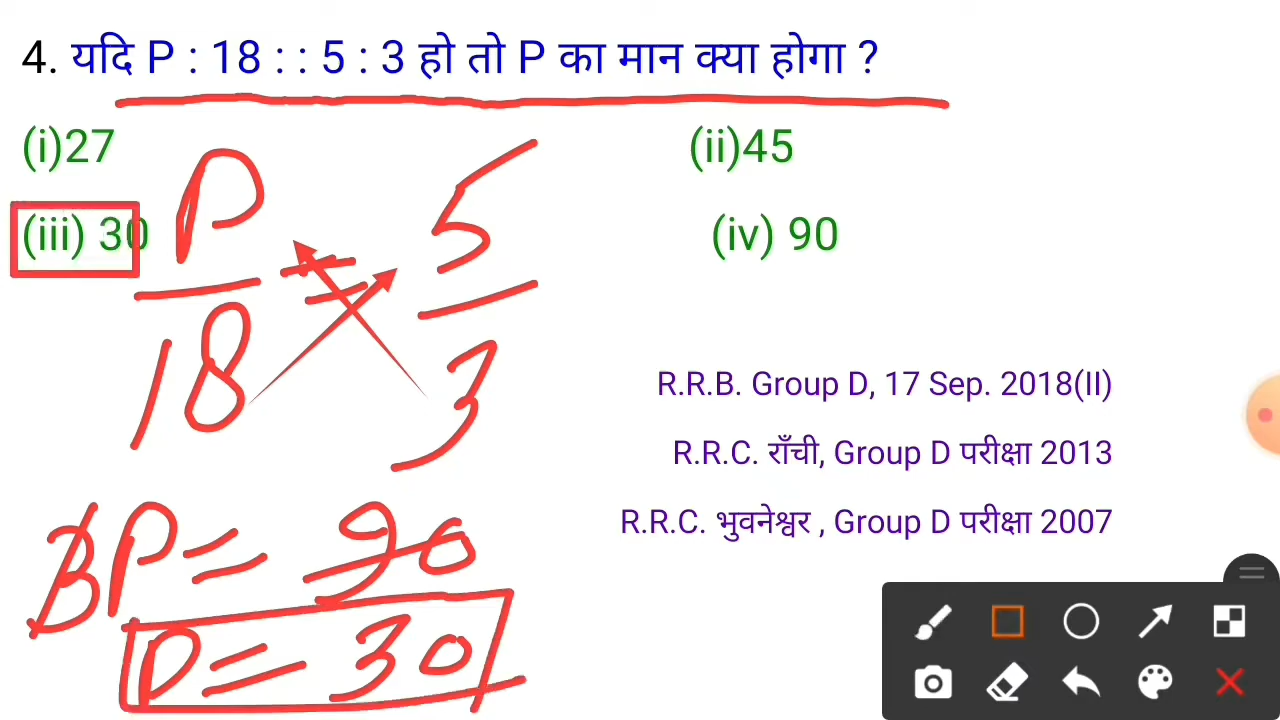 4. यदि P : 18 : : 5 : 3 हो तो P का मान क्या होगा ?
(i)27
(ii)45
(iii) 30
(iv) 90
P/18 = 5/3
R.R.B. Group D, 17 Sep. 2018(II)
R.R.C. राँची, Group D परीक्षा 2013
R.R.C. भुवनेश्वर , Group D परीक्षा 2007
3P = 90
P = 30